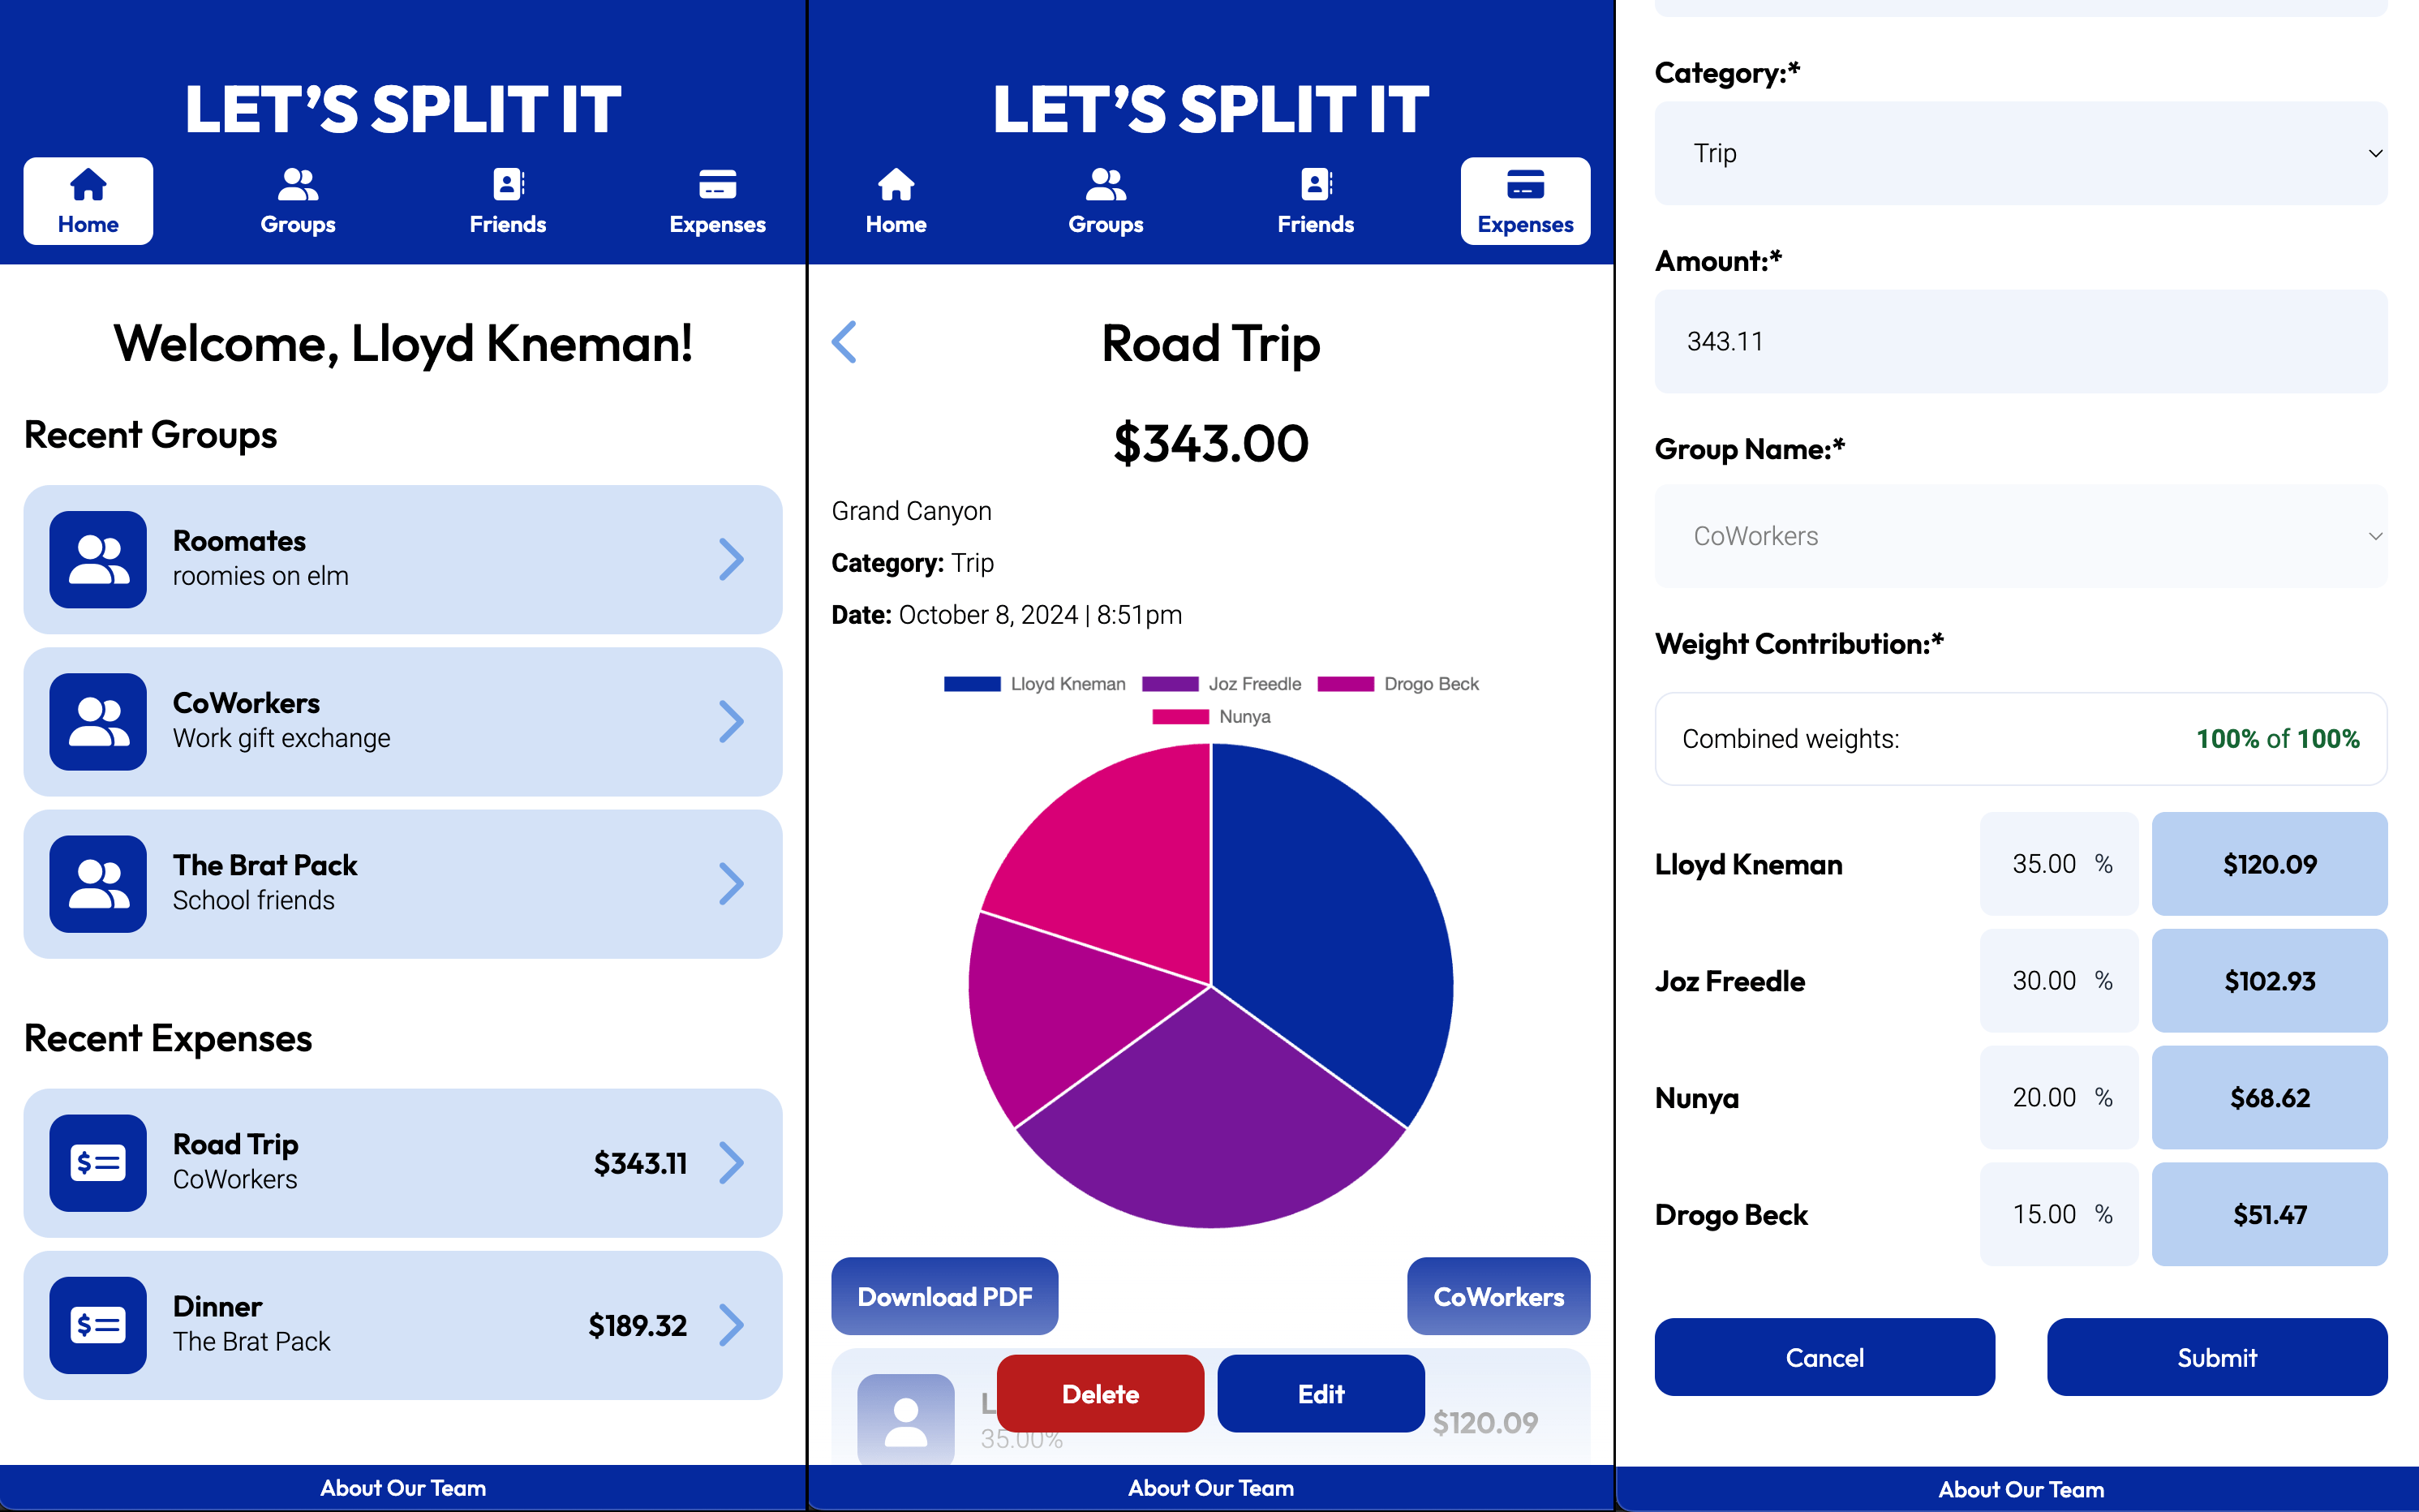 LET’S SPLIT IT
Home
Groups
Friends
Expenses
Welcome, Lloyd Kneman!
Recent Groups
Roomates
roomies on elm
CoWorkers
Work gift exchange
The Brat Pack
School friends
Recent Expenses
Road Trip
CoWorkers
$343.11
Dinner
The Brat Pack
$189.32
About Our Team
LET’S SPLIT IT
Home
Groups
Friends
Expenses
Road Trip
$343.00
Grand Canyon
Category: Trip
Date: October 8, 2024 | 8:51pm
Lloyd Kneman
Joz Freedle
Drogo Beck
Nunya
Download PDF
CoWorkers
Delete
Edit
35.00%
$120.09
About Our Team
Category:*
Trip
Amount:*
343.11
Group Name:*
CoWorkers
Weight Contribution:*
Combined weights: 100% of 100%
Lloyd Kneman 35.00 % $120.09
Joz Freedle 30.00 % $102.93
Nunya 20.00 % $68.62
Drogo Beck 15.00 % $51.47
Cancel
Submit
About Our Team